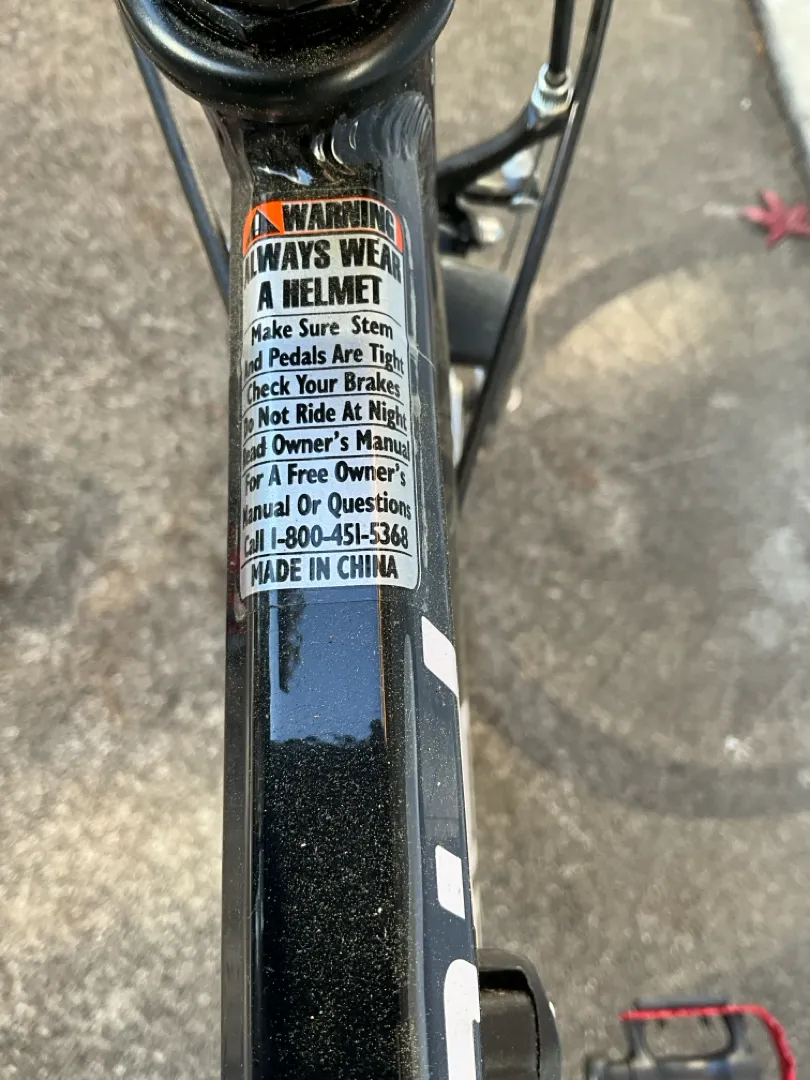 WARNING
ALWAYS WEAR
A HELMET
Make Sure Stem
And Pedals Are Tight
Check Your Brakes
Do Not Ride At Night
Read Owner's Manual
For A Free Owner's
Manual Or Questions
Call 1-800-451-5368
MADE IN CHINA